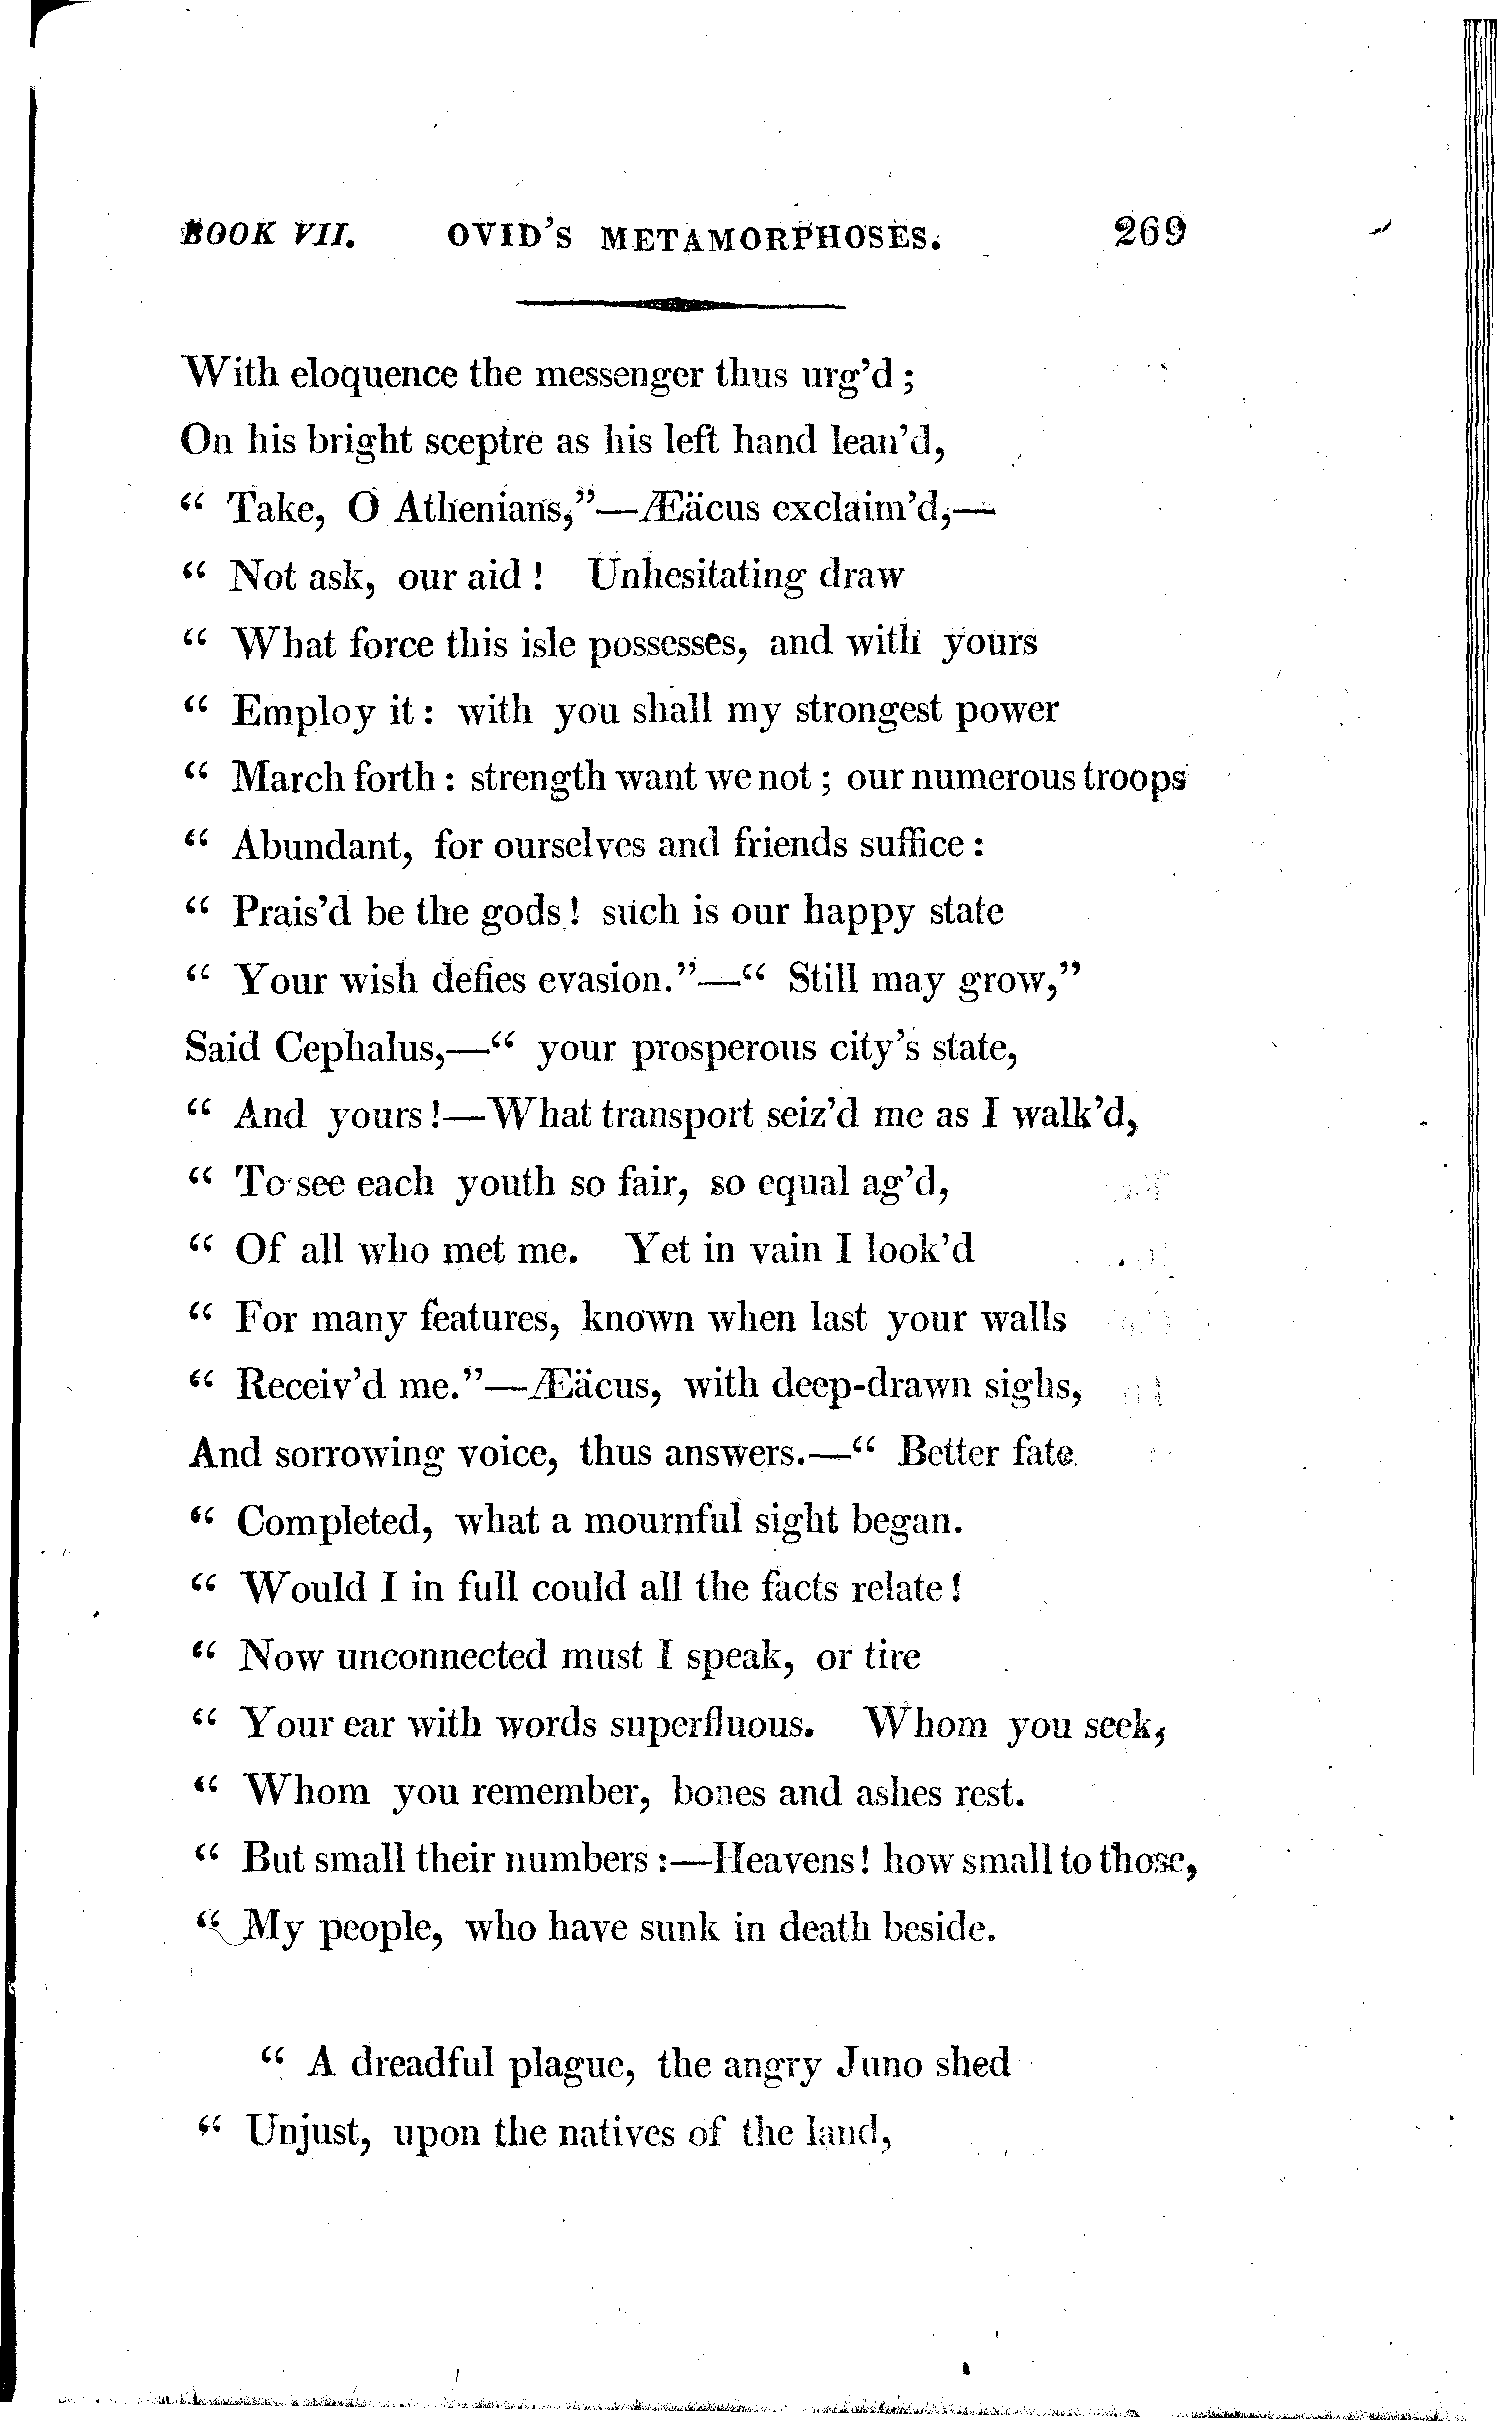 BOOK VII. OVID'S METAMORPHOSES. 269
With eloquence the messenger thus urg'd ;
On his bright sceptre as his left hand lean'd,
“ Take, O Athenians,”—Æäcus exclaim'd,—
“ Not ask, our aid ! Unhesitating draw
“ What force this isle possesses, and with yours
“ Employ it : with you shall my strongest power
“ March forth : strength want we not ; our numerous troops
“ Abundant, for ourselves and friends suffice :
“ Prais'd be the gods ! such is our happy state
“ Your wish defies evasion.”—“ Still may grow,”
Said Cephalus,—“ your prosperous city's state,
“ And yours !—What transport seiz'd me as I walk'd,
“ To see each youth so fair, so equal ag'd,
“ Of all who met me. Yet in vain I look'd
“ For many features, known when last your walls
“ Receiv'd me.”—Æäcus, with deep-drawn sighs,
And sorrowing voice, thus answers.—“ Better fate
“ Completed, what a mournful sight began.
“ Would I in full could all the facts relate !
“ Now unconnected must I speak, or tire
“ Your ear with words superfluous. Whom you seek,
“ Whom you remember, bones and ashes rest.
“ But small their numbers :—Heavens ! how small to those,
“ My people, who have sunk in death beside.
“ A dreadful plague, the angry Juno shed
“ Unjust, upon the natives of the land,